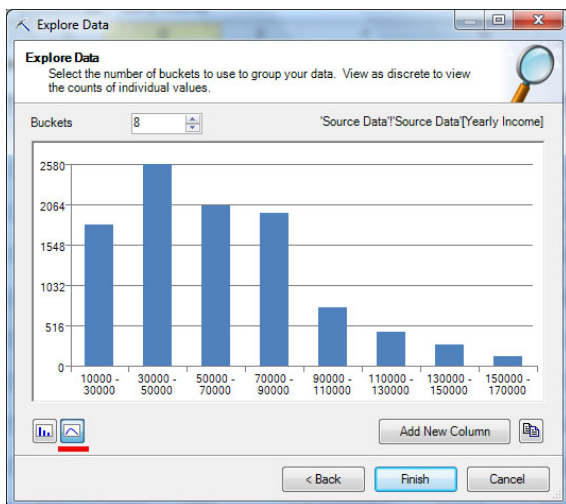 Explore Data
Explore Data
Select the number of buckets to use to group your data. View as discrete to view
the counts of individual values.
Buckets 8 'Source Data'!'Source Data'[Yearly Income]
2580
2064
1548
1032
516
0
10000 - 30000 - 50000 - 70000 - 90000 - 110000 - 130000 - 150000 -
30000 50000 70000 90000 110000 130000 150000 170000
Add New Column
< Back Finish Cancel